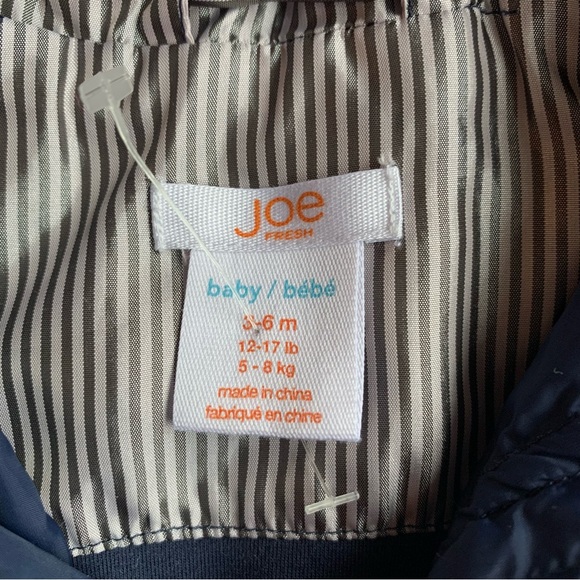 Joe
FRESH
baby / bébé
3-6 m
12-17 lb
5 - 8 kg
made in china
fabriqué en chine